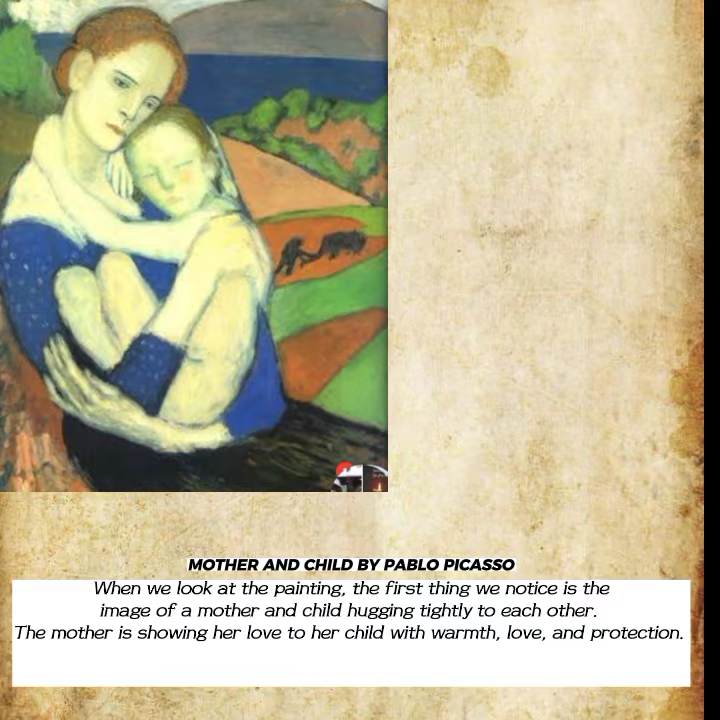 MOTHER AND CHILD BY PABLO PICASSO
When we look at the painting, the first thing we notice is the
image of a mother and child hugging tightly to each other.
The mother is showing her love to her child with warmth, love, and protection.